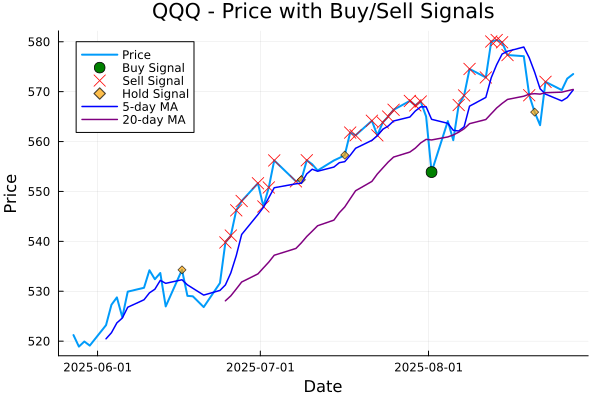 QQQ - Price with Buy/Sell Signals
Price
Buy Signal
Sell Signal
Hold Signal
5-day MA
20-day MA
580
570
560
550
540
530
520
Price
2025-06-01
2025-07-01
2025-08-01
Date